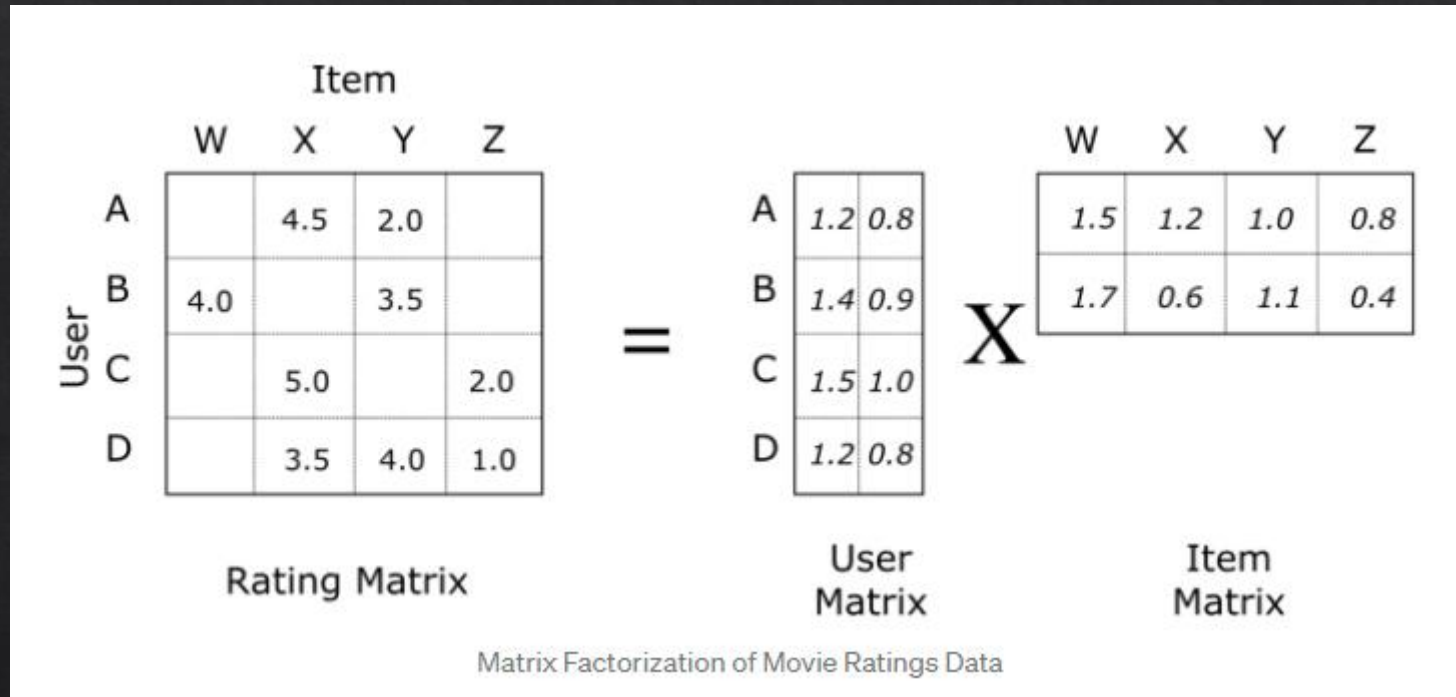 Item
W X Y Z W X Y Z
A 4.5 2.0 A 1.2 0.8 1.5 1.2 1.0 0.8
B 4.0 3.5 B 1.4 0.9 1.7 0.6 1.1 0.4
User
= X
C 5.0 2.0 C 1.5 1.0
D 3.5 4.0 1.0 D 1.2 0.8
Rating Matrix
User
Matrix
Item
Matrix
Matrix Factorization of Movie Ratings Data